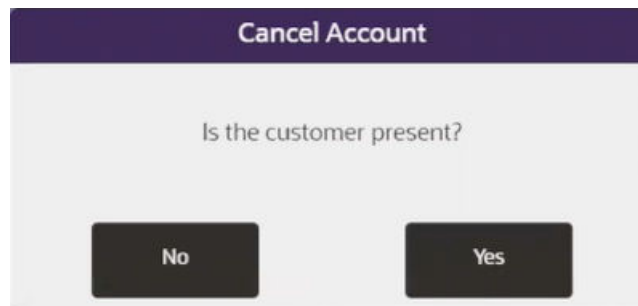 Cancel Account
Is the customer present?
No
Yes